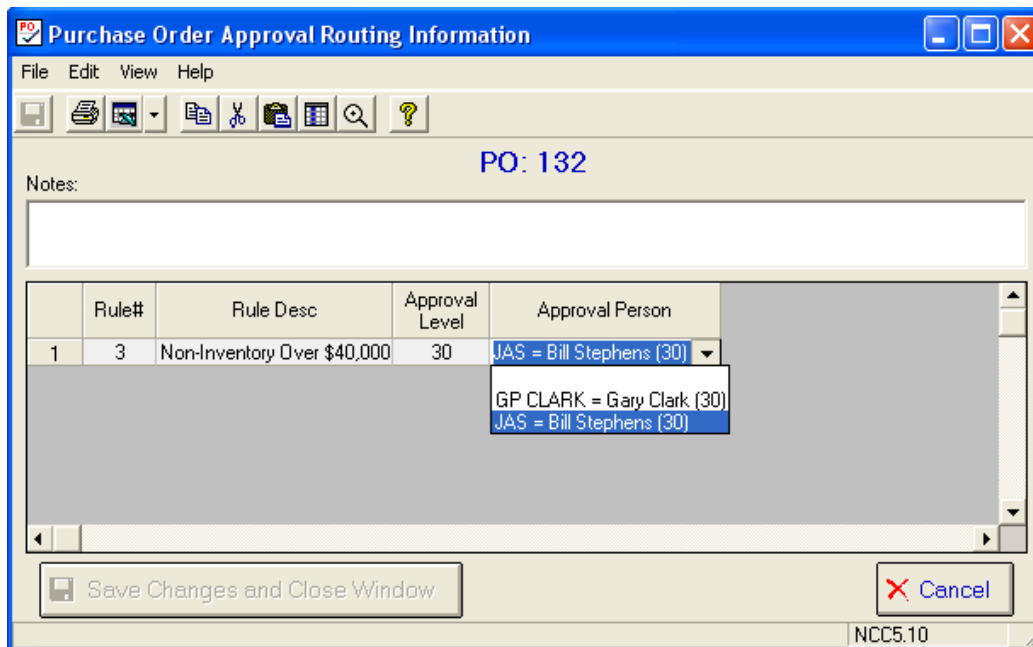 PO
Purchase Order Approval Routing Information
File Edit View Help
PO: 132
Notes:
Rule# Rule Desc Approval Level Approval Person
1 3 Non-Inventory Over $40,000 30 JAS = Bill Stephens (30)
GP CLARK = Gary Clark (30)
JAS = Bill Stephens (30)
Save Changes and Close Window
Cancel
NCC5.10